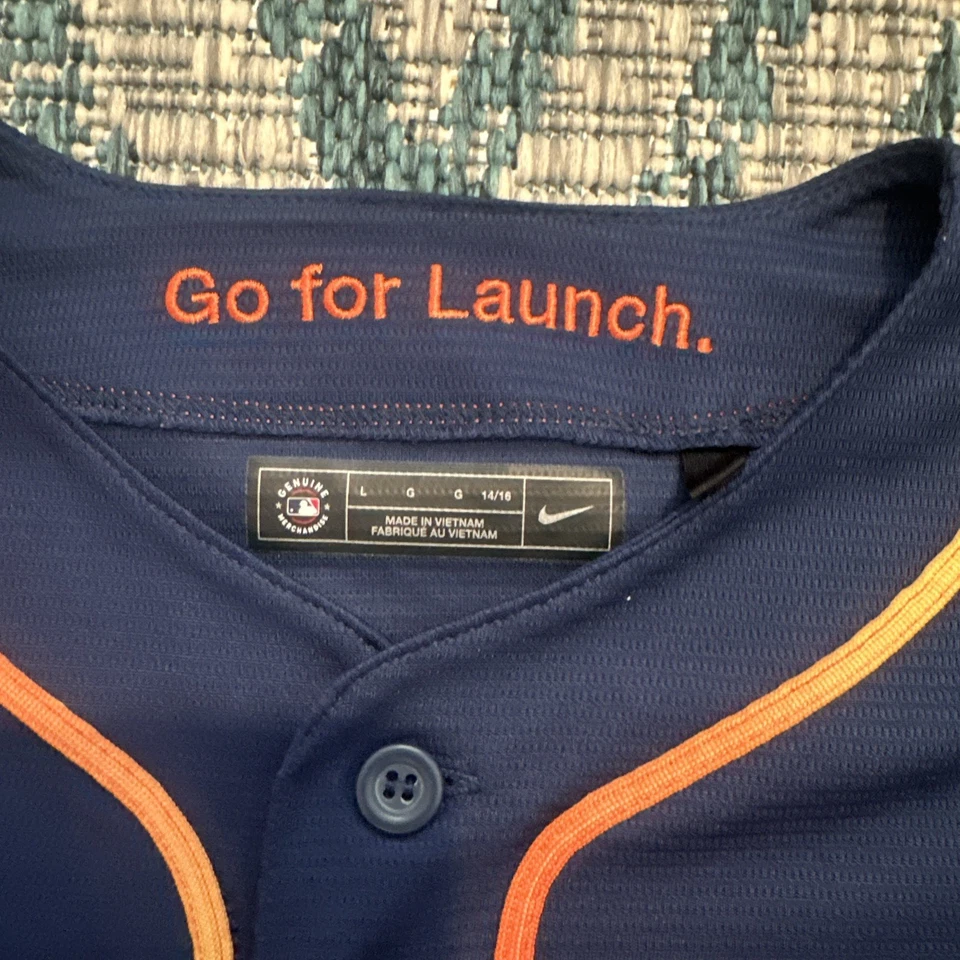 Go for Launch.
GENUINE
MERCHANDISE
L G G 14/16
MADE IN VIETNAM
FABRIQUÉ AU VIETNAM